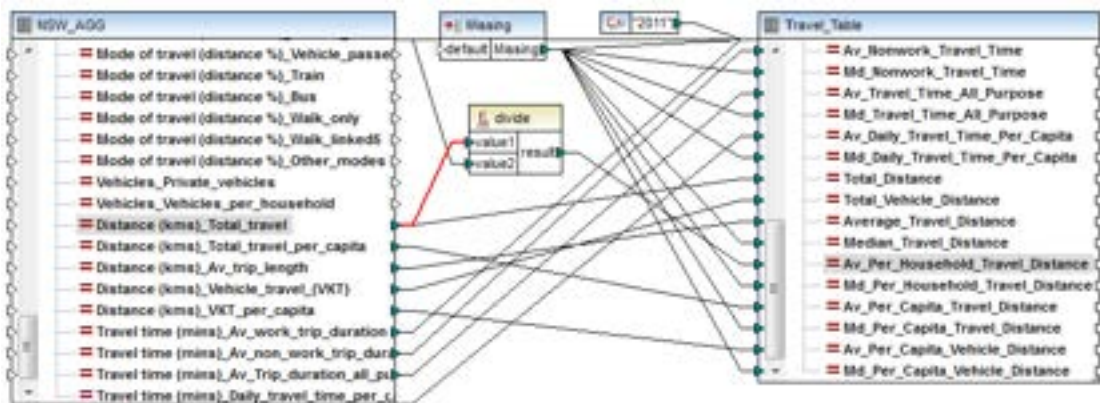 NSW_AGG
Mode of travel (distance %)_Vehicle_passe
Mode of travel (distance %)_Train
Mode of travel (distance %)_Bus
Mode of travel (distance %)_Walk_only
Mode of travel (distance %)_Walk_linked5
Mode of travel (distance %)_Other_modes
Vehicles_Private_vehicles
Vehicles_Vehicles_per_household
Distance (kms)_Total_travel
Distance (kms)_Total_travel_per_capita
Distance (kms)_Av_trip_length
Distance (kms)_Vehicle_travel_(VKT)
Distance (kms)_VKT_per_capita
Travel time (mins)_Av_work_trip_duration
Travel time (mins)_Av_non_work_trip_dura
Travel time (mins)_Av_Trip_duration_all_pu
Travel time (mins)_Daily_travel_time_per_c
Missing
default Missing
"2011"
divide
value1
value2
result
Travel_Table
Av_Nonwork_Travel_Time
Md_Nonwork_Travel_Time
Av_Travel_Time_All_Purpose
Md_Travel_Time_All_Purpose
Av_Daily_Travel_Time_Per_Capita
Md_Daily_Travel_Time_Per_Capita
Total_Distance
Total_Vehicle_Distance
Average_Travel_Distance
Median_Travel_Distance
Av_Per_Household_Travel_Distance
Md_Per_Household_Travel_Distance
Av_Per_Capita_Travel_Distance
Md_Per_Capita_Travel_Distance
Av_Per_Capita_Vehicle_Distance
Md_Per_Capita_Vehicle_Distance